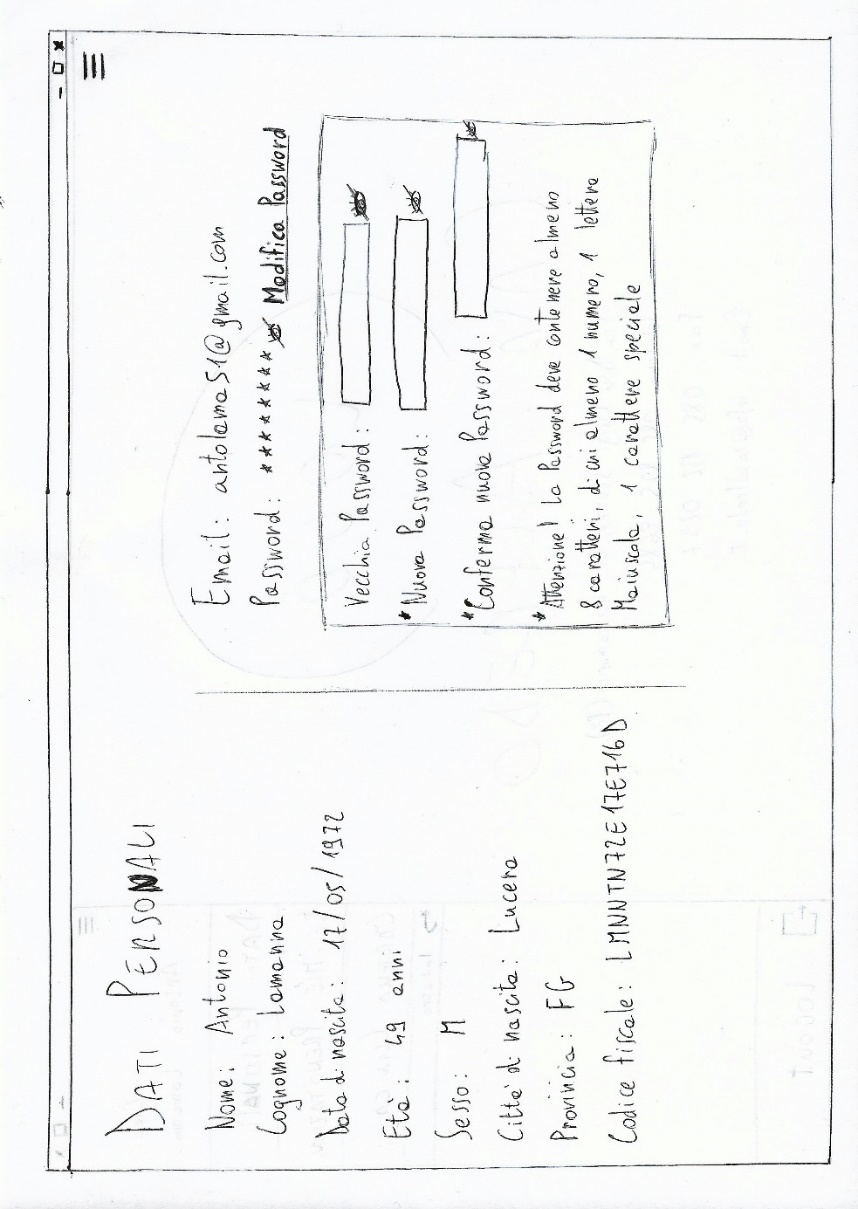 DATI PERSONALI
Nome: Antonio
Cognome: Lamanna
Data di nascita: 17/05/1972
Età: 49 anni
Sesso: M
Città di nascita: Lucera
Provincia: FG
Codice fiscale: LMNNTN72E17E716D
Email: antolama51@gmail.com
Password: ******** Modifica Password
Vecchia Password:
*Nuova Password:
*Conferma nuova Password:
*Attenzione! La Password deve contenere almeno
8 caratteri, di cui almeno 1 numero, 1 lettera
Maiuscola, 1 carattere speciale